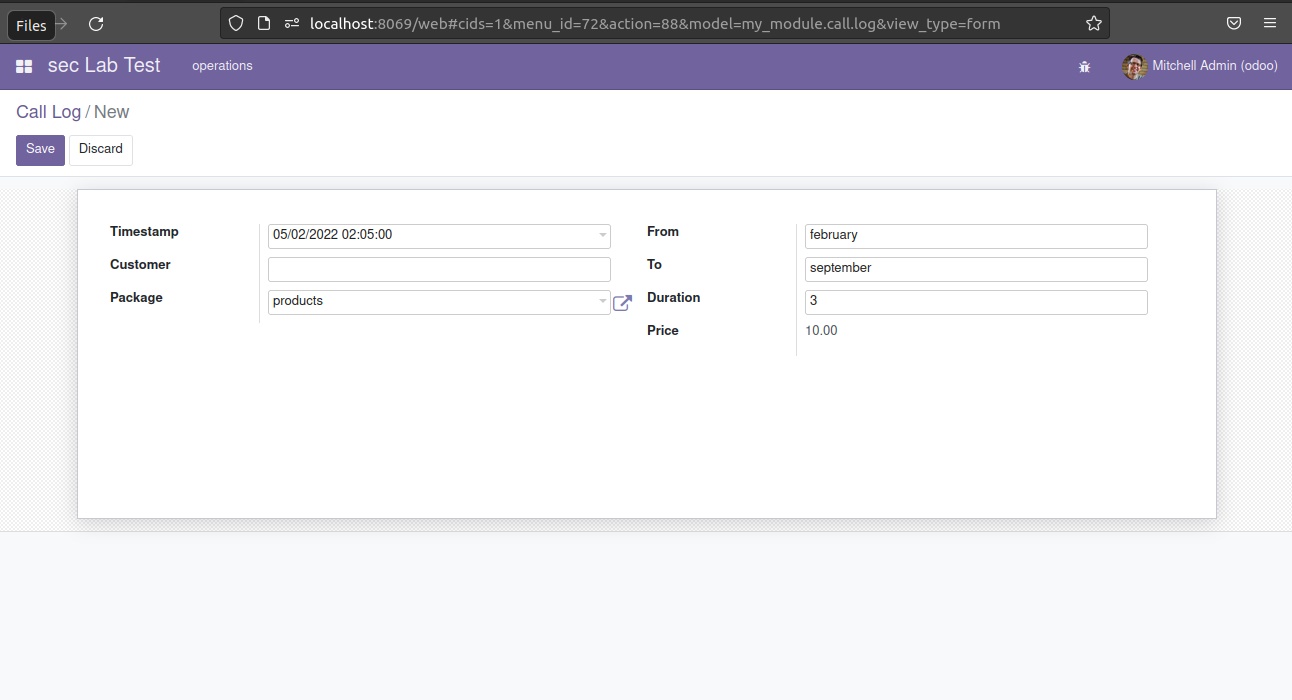 Files
localhost:8069/web#cids=1&menu_id=72&action=88&model=my_module.call.log&view_type=form
sec Lab Test operations Mitchell Admin (odoo)
Call Log / New
Save Discard
Timestamp 05/02/2022 02:05:00 From february
Customer To september
Package products Duration 3
Price 10.00